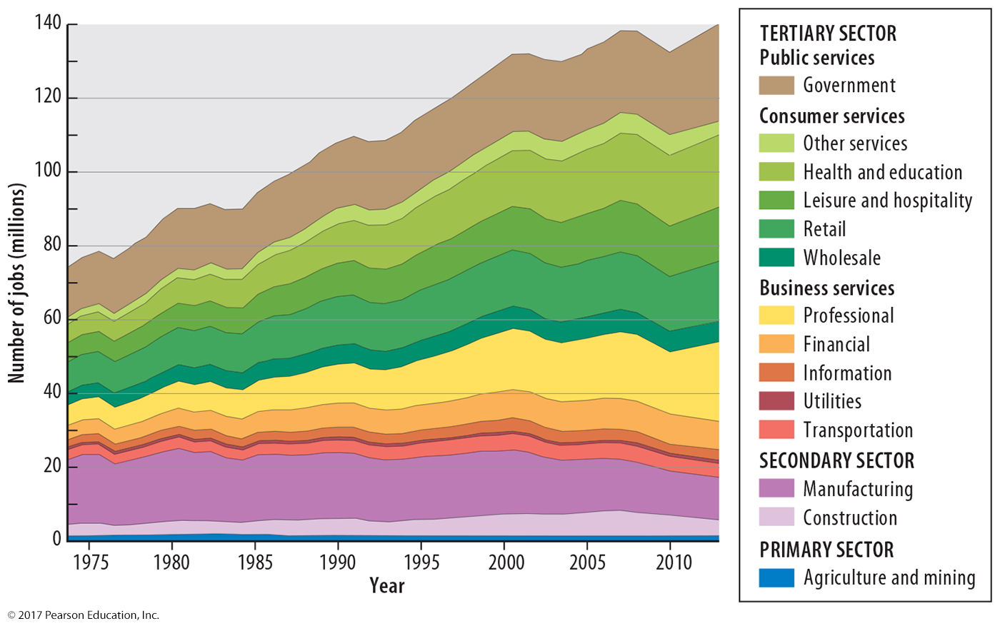 140
120
100
80
60
40
20
0
Number of jobs (millions)
1975 1980 1985 1990 1995 2000 2005 2010
Year
TERTIARY SECTOR
Public services
Government
Consumer services
Other services
Health and education
Leisure and hospitality
Retail
Wholesale
Business services
Professional
Financial
Information
Utilities
Transportation
SECONDARY SECTOR
Manufacturing
Construction
PRIMARY SECTOR
Agriculture and mining
© 2017 Pearson Education, Inc.